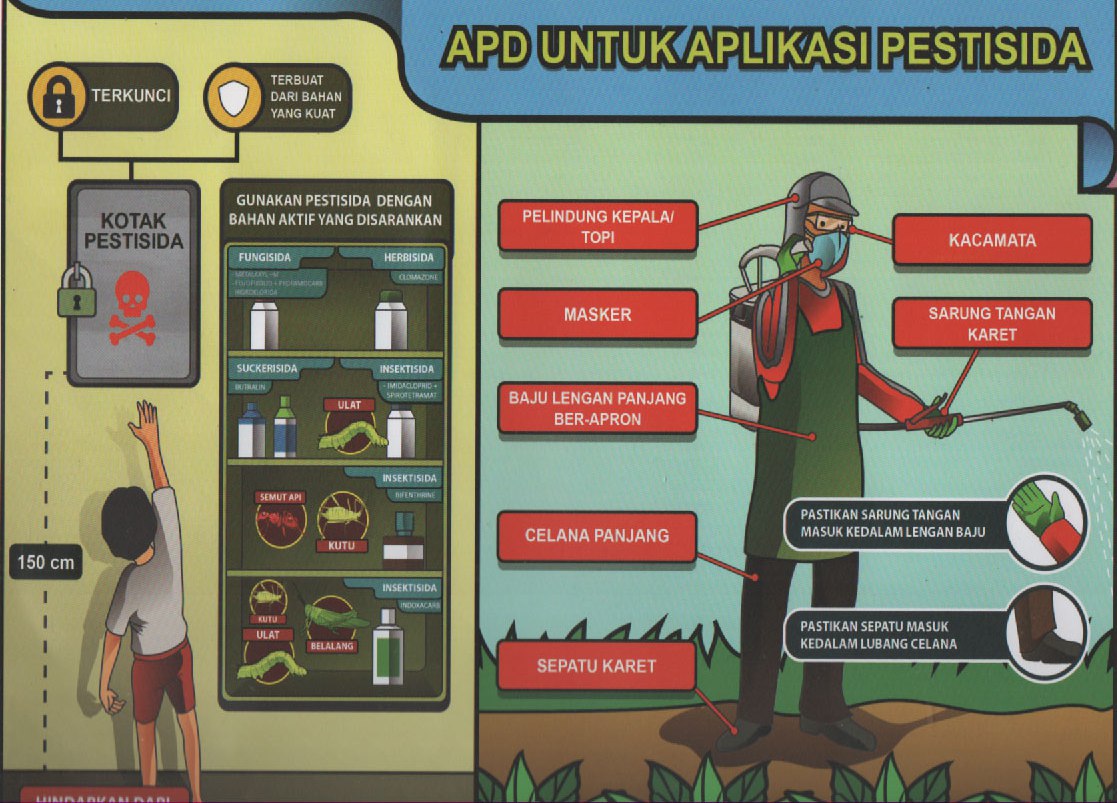 APD UNTUK APLIKASI PESTISIDA
TERKUNCI
TERBUAT
DARI BAHAN
YANG KUAT
KOTAK
PESTISIDA
150 cm
GUNAKAN PESTISIDA DENGAN
BAHAN AKTIF YANG DISARANKAN
FUNGISIDA
HIDROKLORIDA
HERBISIDA
CLOMAZONE
SUCKERISIDA
BUTRALIN
INSEKTISIDA
- IMIDACLOPRID +
SPIROTETRAMAT
ULAT
INSEKTISIDA
BIFENTHRINE
SEMUT API
KUTU
INSEKTISIDA
INDOXACARB
KUTU
ULAT
BELALANG
HINDARKAN DARI
PELINDUNG KEPALA/
TOPI
KACAMATA
MASKER
SARUNG TANGAN
KARET
BAJU LENGAN PANJANG
BER-APRON
CELANA PANJANG
PASTIKAN SARUNG TANGAN
MASUK KEDALAM LENGAN BAJU
PASTIKAN SEPATU MASUK
KEDALAM LUBANG CELANA
SEPATU KARET